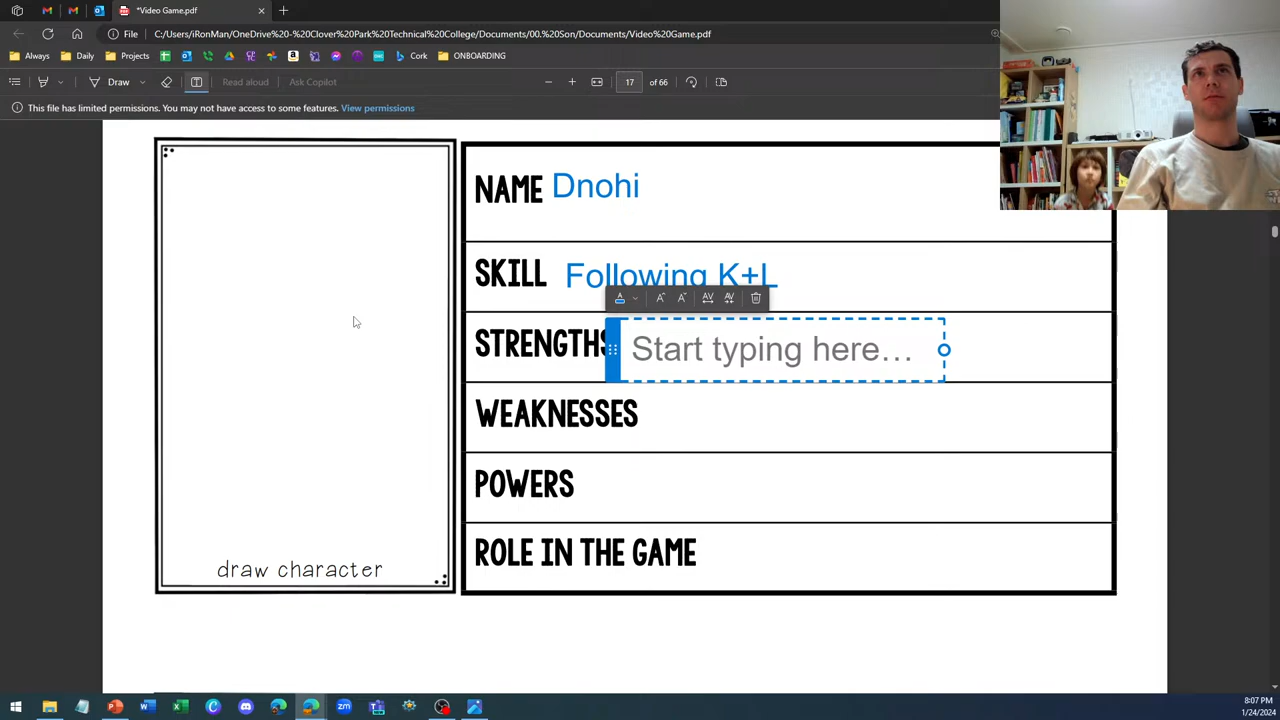 *Video Game.pdf
File
C:/Users/iRonMan/OneDrive%20-%20Clover%20Park%20Technical%20College/Documents/00.%20Son/Documents/Video%20Game.pdf
Always
Daily
Projects
Cork
ONBOARDING
Draw
Read aloud
Ask Copilot
17 of 66
This file has limited permissions. You may not have access to some features. View permissions
NAME Dnohi
SKILL Following K+L
STRENGTHS Start typing here...
WEAKNESSES
POWERS
ROLE IN THE GAME
draw character
8:07 PM
1/24/2024